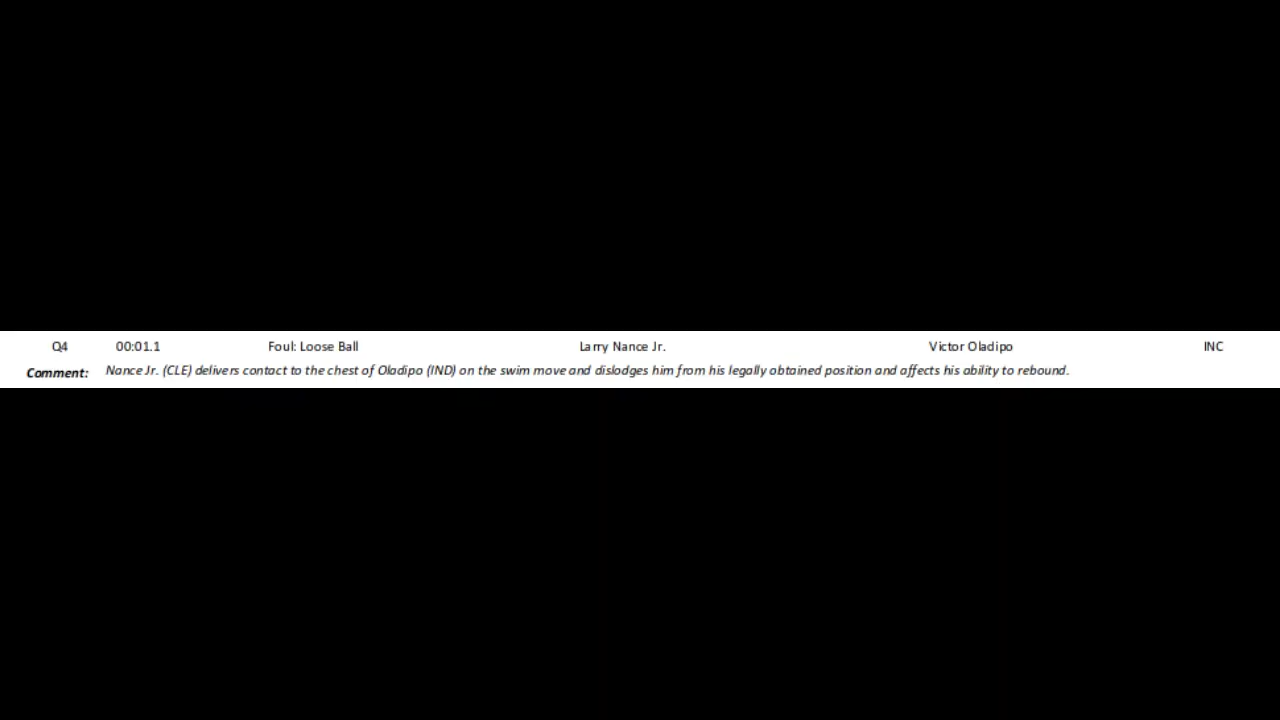 Q4 00:01.1 Foul: Loose Ball Larry Nance Jr. Victor Oladipo INC
Comment: Nance Jr. (CLE) delivers contact to the chest of Oladipo (IND) on the swim move and dislodges him from his legally obtained position and affects his ability to rebound.